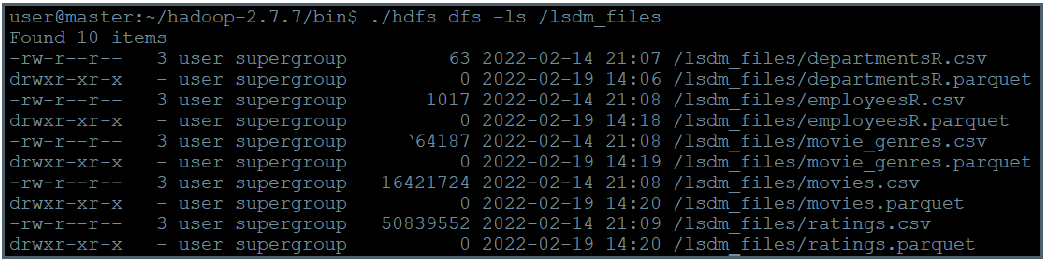 user@master:~/hadoop-2.7.7/bin$ ./hdfs dfs -ls /lsdm_files
Found 10 items
-rw-r--r--   3 user supergroup         63 2022-02-14 21:07 /lsdm_files/departmentsR.csv
drwxr-xr-x   - user supergroup          0 2022-02-19 14:06 /lsdm_files/departmentsR.parquet
-rw-r--r--   3 user supergroup       1017 2022-02-14 21:08 /lsdm_files/employeesR.csv
drwxr-xr-x   - user supergroup          0 2022-02-19 14:18 /lsdm_files/employeesR.parquet
-rw-r--r--   3 user supergroup 2022-02-14 21:08 /lsdm_files/movie_genres.csv
drwxr-xr-x   - user supergroup          0 2022-02-19 14:19 /lsdm_files/movie_genres.parquet
-rw-r--r--   3 user supergroup   16421724 2022-02-14 21:08 /lsdm_files/movies.csv
drwxr-xr-x   - user supergroup          0 2022-02-19 14:20 /lsdm_files/movies.parquet
-rw-r--r--   3 user supergroup   50839552 2022-02-14 21:09 /lsdm_files/ratings.csv
drwxr-xr-x   - user supergroup          0 2022-02-19 14:20 /lsdm_files/ratings.parquet